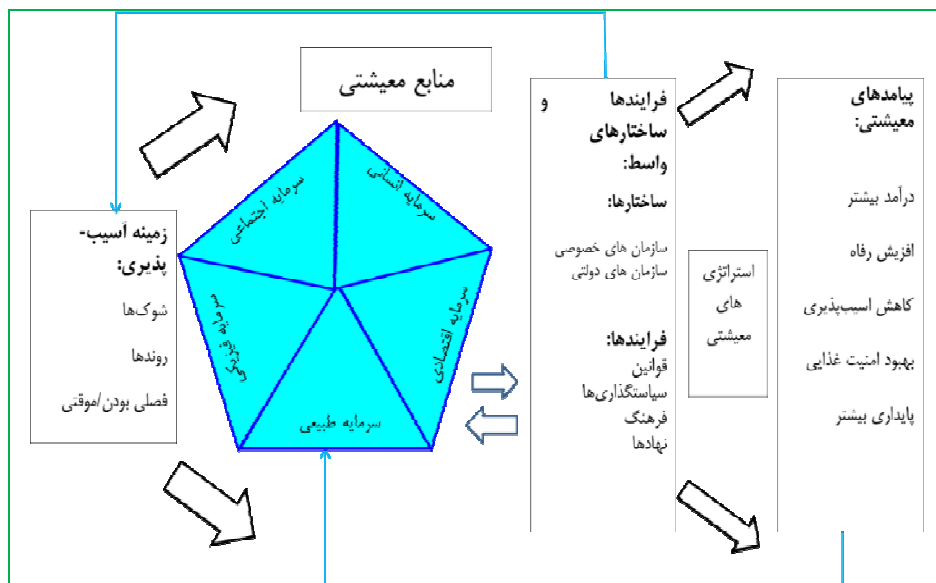 منابع معیشتی
زمینه آسیب-
پذیری:
شوک‌ها
روندها
فصلی بودن/موقتی
سرمایه انسانی
سرمایه اجتماعی
سرمایه اقتصادی
سرمایه فیزیکی
سرمایه طبیعی
فرایندها و
ساختارهای
واسط:
ساختارها:
سازمان های خصوصی
سازمان های دولتی
فرایندها:
قوانین
سیاستگذاری‌ها
فرهنگ
نهادها
استراتژی
های
معیشتی
پیامدهای
معیشتی:
درآمد بیشتر
افزیش رفاه
کاهش اسیب‌پذیری
بهبود امنیت غذایی
پایداری بیشتر